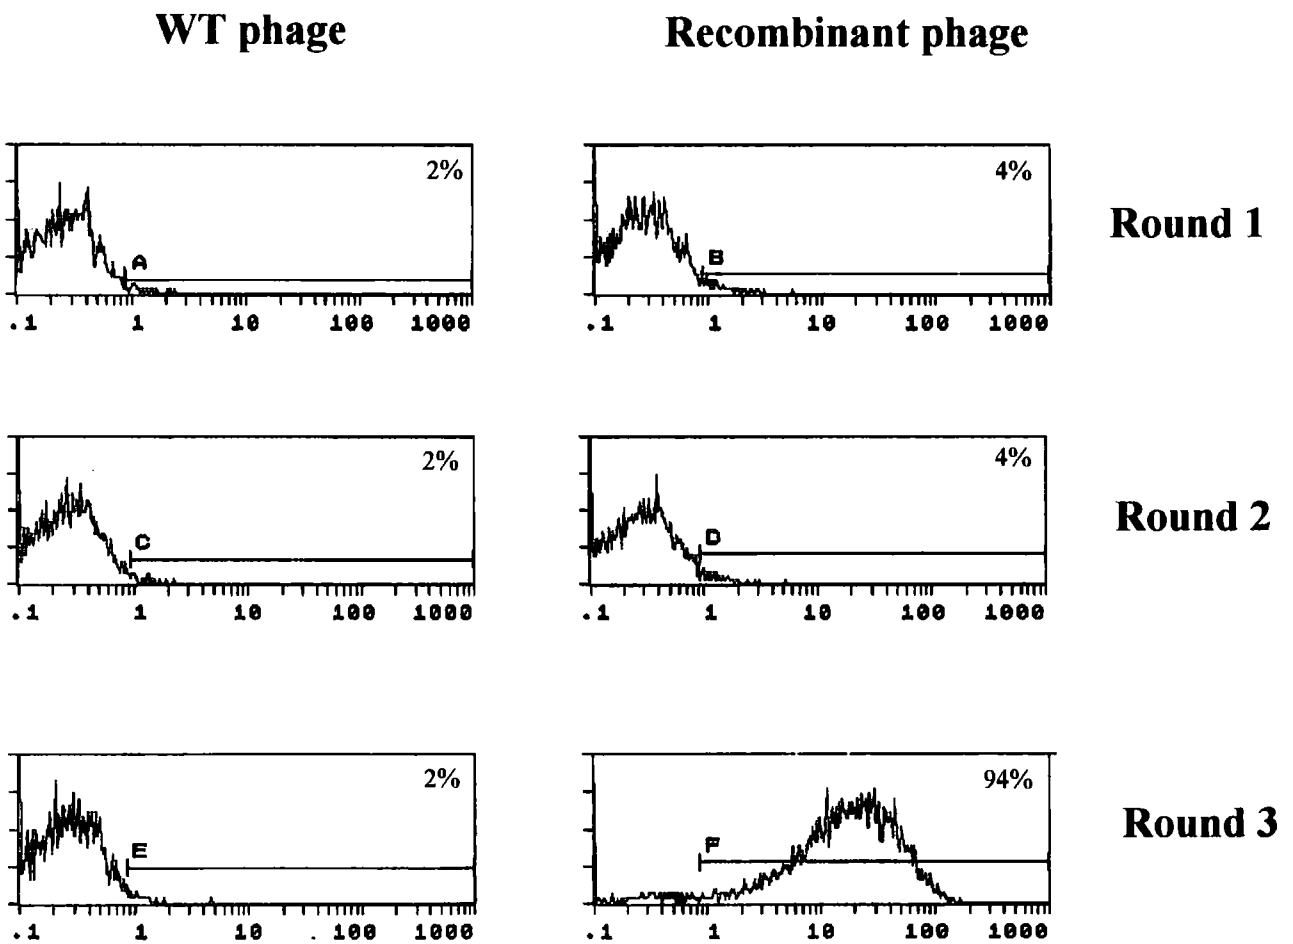 WT phage Recombinant phage
2% 4%
A B
Round 1
.1 1 10 100 1000 .1 1 10 100 1000
2% 4%
C D
Round 2
.1 1 10 100 1000 .1 1 10 100 1000
2% 94%
E F
Round 3
.1 1 10 100 1000 .1 1 10 100 1000